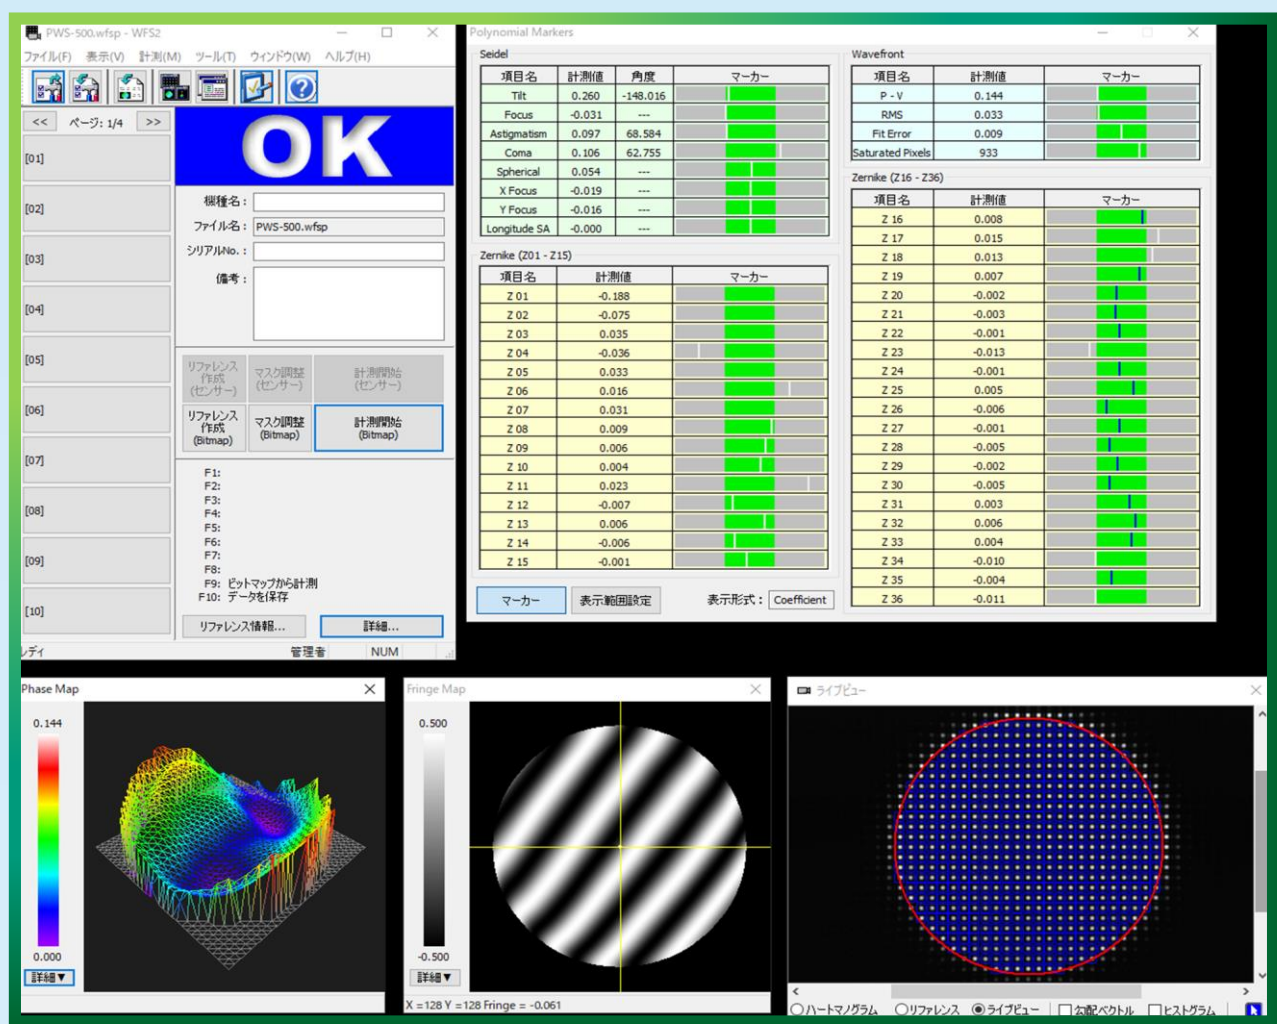 PWS-500.wfsp - WFS2
ファイル(F) 表示(V) 計測(M) ツール(T) ウィンドウ(W) ヘルプ(H)
<< ページ: 1/4 >>
[01]
[02]
[03]
[04]
[05]
[06]
[07]
[08]
[09]
[10]
OK
機種名 :
ファイル名 : PWS-500.wfsp
シリアルNo. :
備考 :
リファレンス作成(センサー) マスク調整(センサー) 計測開始(センサー)
リファレンス作成(Bitmap) マスク調整(Bitmap) 計測開始(Bitmap)
F1:
F2:
F3:
F4:
F5:
F6:
F7:
F8:
F9: ビットマップから計測
F10: データを保存
リファレンス情報... 詳細...
レディ 管理者 NUM
Polynomial Markers
Seidel
項目名 計測値 角度 マーカー
Tilt 0.260 -148.016
Focus -0.031 ---
Astigmatism 0.097 68.584
Coma 0.106 62.755
Spherical 0.054 ---
X Focus -0.019 ---
Y Focus -0.016 ---
Longitude SA -0.000 ---
Zernike (Z01 - Z15)
項目名 計測値 マーカー
Z 01 -0.188
Z 02 -0.075
Z 03 0.035
Z 04 -0.036
Z 05 0.033
Z 06 0.016
Z 07 0.031
Z 08 0.009
Z 09 0.006
Z 10 0.004
Z 11 0.023
Z 12 -0.007
Z 13 0.006
Z 14 -0.006
Z 15 -0.001
マーカー 表示範囲設定 表示形式 : Coefficient
Wavefront
項目名 計測値 マーカー
P - V 0.144
RMS 0.033
Fit Error 0.009
Saturated Pixels 933
Zernike (Z16 - Z36)
項目名 計測値 マーカー
Z 16 0.008
Z 17 0.015
Z 18 0.013
Z 19 0.007
Z 20 -0.002
Z 21 -0.003
Z 22 -0.001
Z 23 -0.013
Z 24 -0.001
Z 25 0.005
Z 26 -0.006
Z 27 -0.001
Z 28 -0.005
Z 29 -0.002
Z 30 -0.005
Z 31 0.003
Z 32 0.006
Z 33 0.004
Z 34 -0.010
Z 35 -0.004
Z 36 -0.011
Phase Map
0.144
0.000
詳細▼
Fringe Map
0.500
-0.500
詳細▼
X =128 Y =128 Fringe = -0.061
ライブビュー
ハートマノグラム リファレンス ライブビュー 勾配ベクトル ヒストグラム